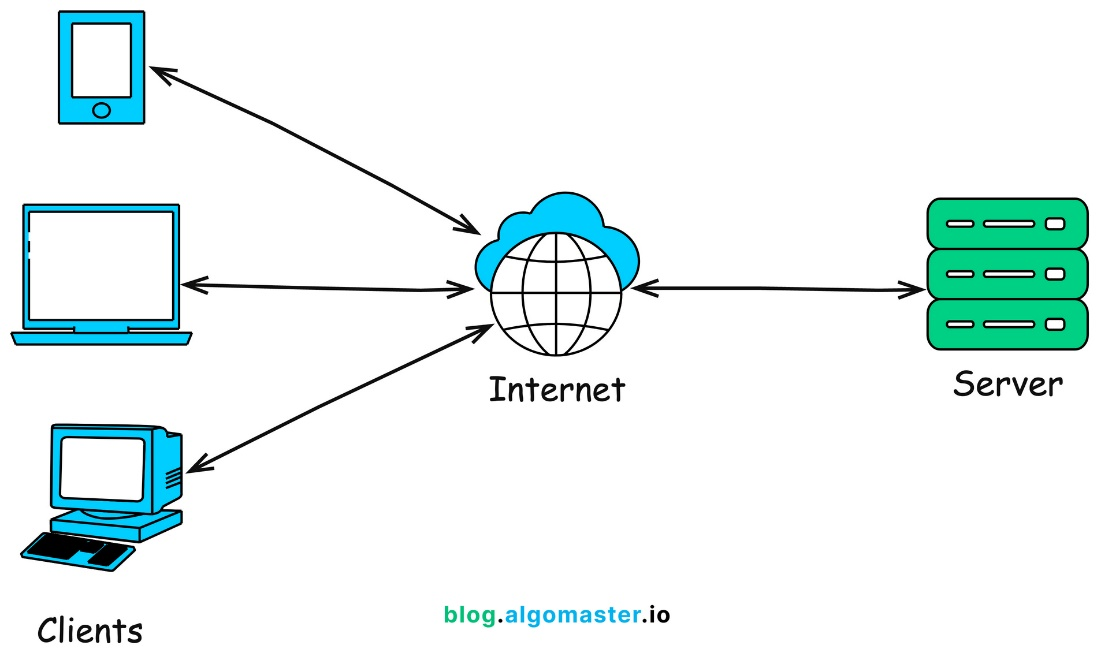 Internet
Server
Clients
blog.algomaster.io